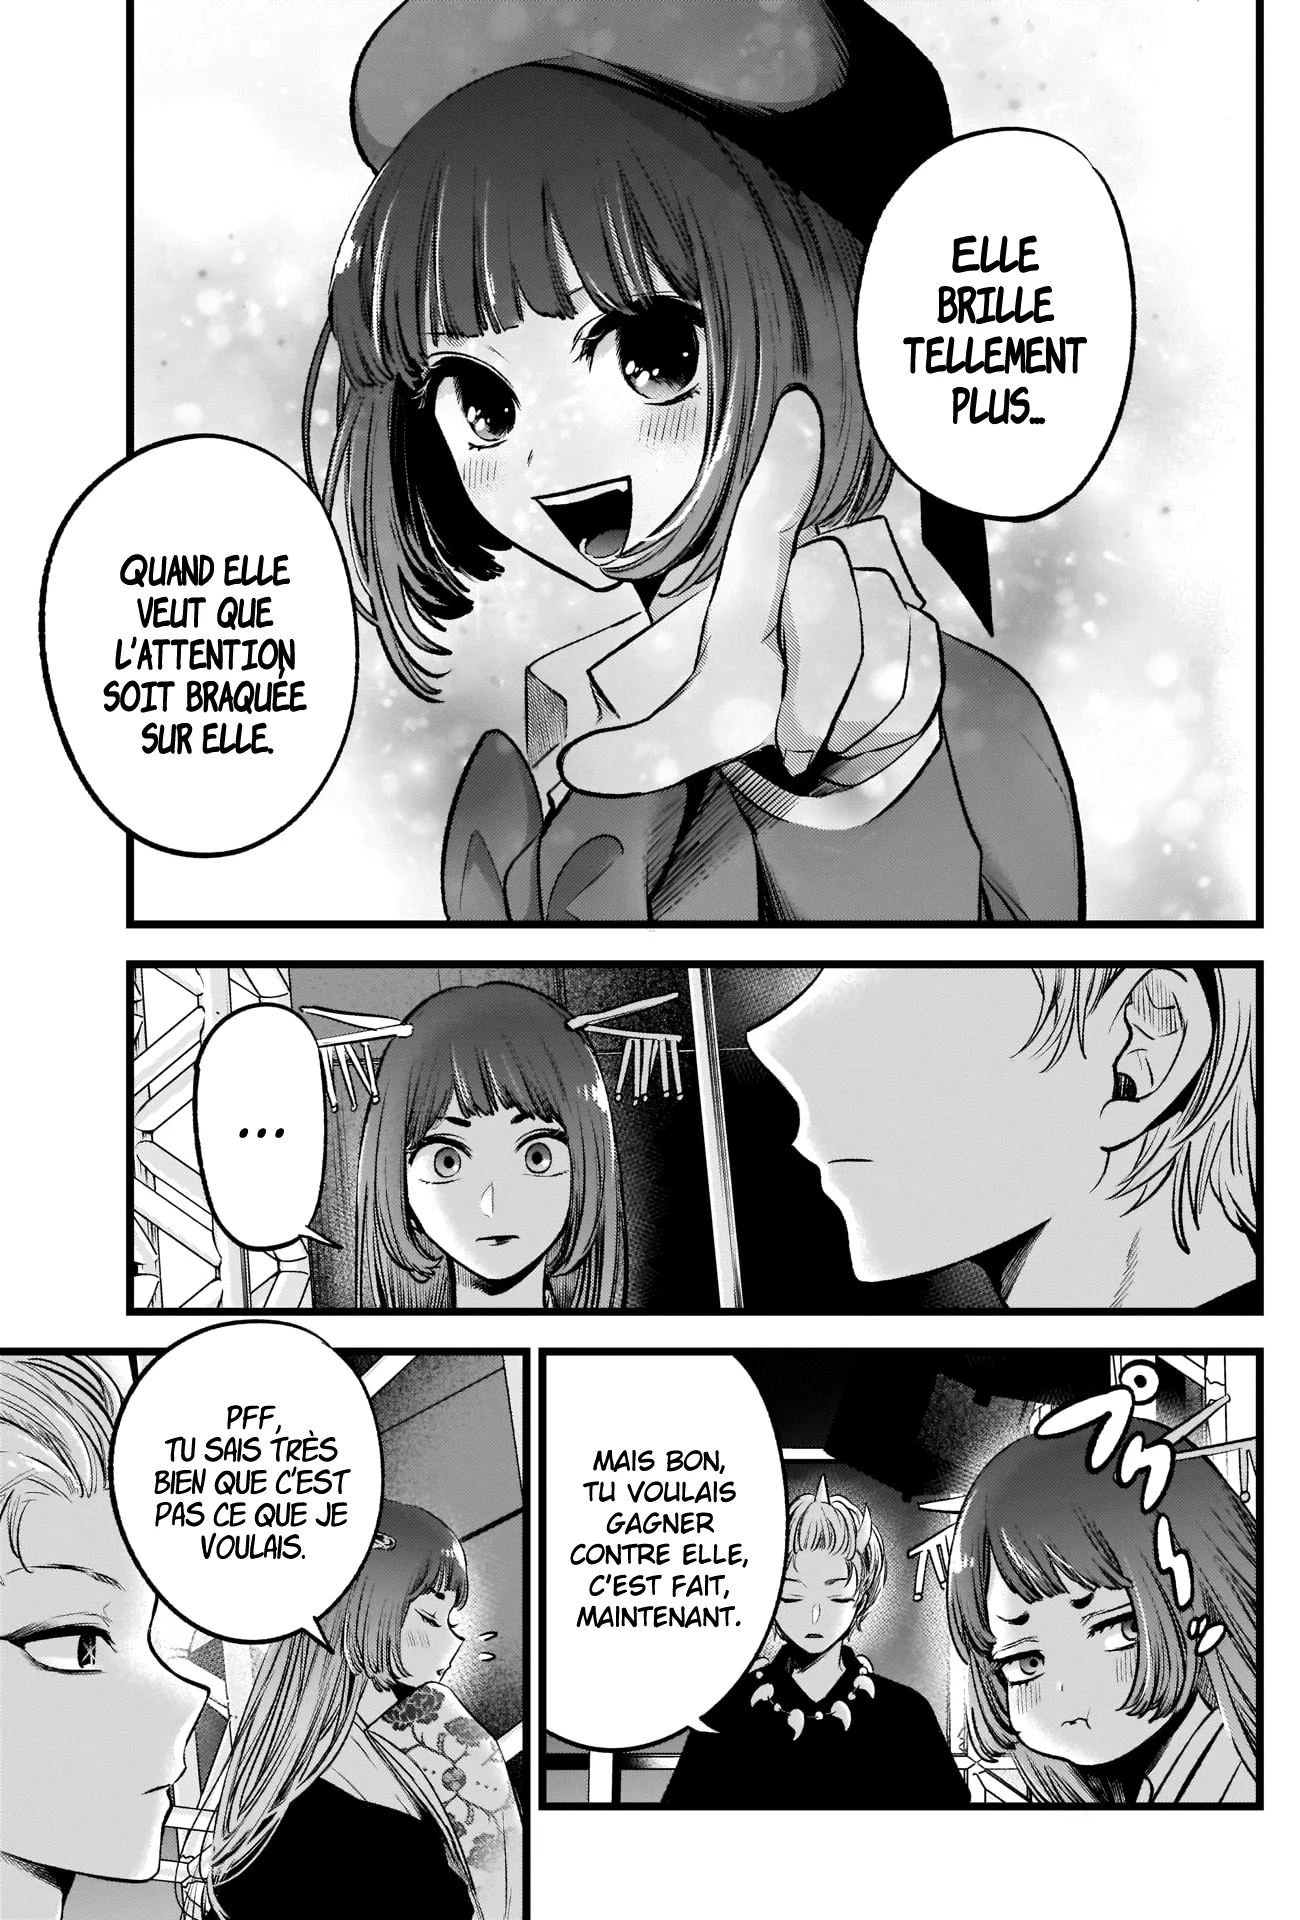 ELLE
BRILLE
TELLEMENT
PLUS...
QUAND ELLE
VEUT QUE
L'ATTENTION
SOIT BRAQUÉE
SUR ELLE.
...
MAIS BON,
TU VOULAIS
GAGNER
CONTRE ELLE,
C'EST FAIT,
MAINTENANT.
PFF,
TU SAIS TRÈS
BIEN QUE C'EST
PAS CE QUE JE
VOULAIS.